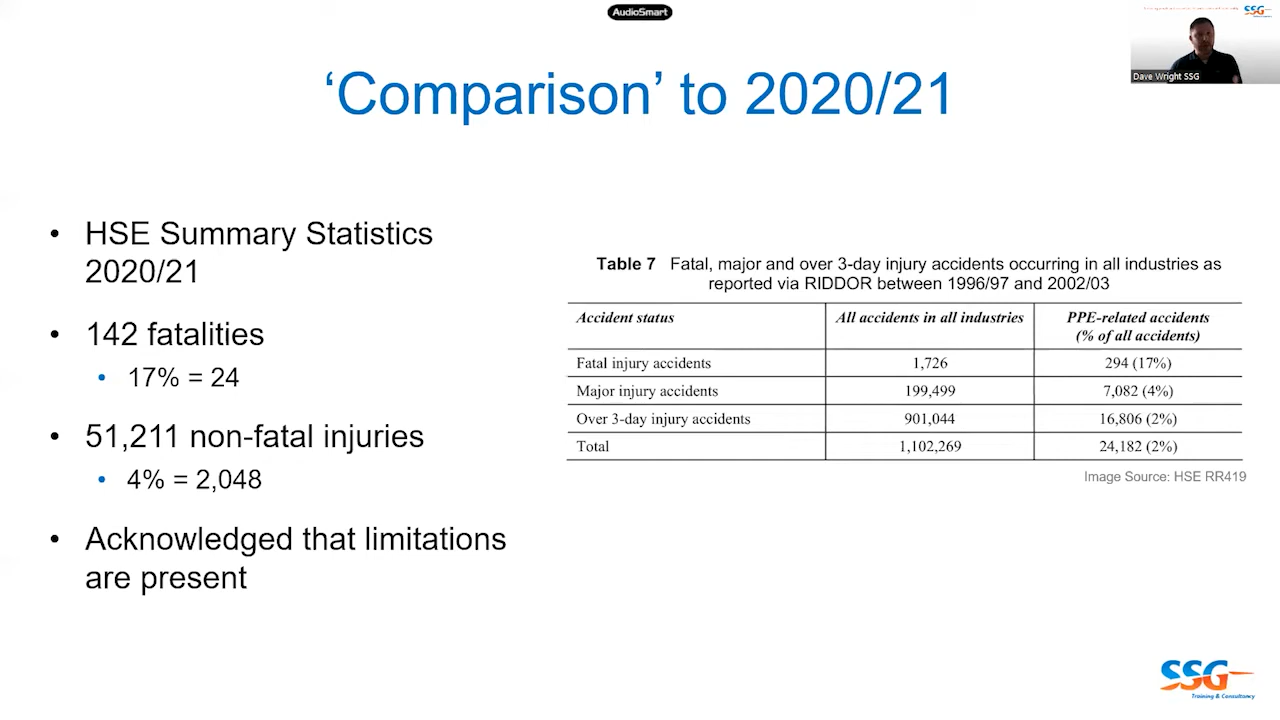 AudioSmart
SSG
Dave Wright SSG
‘Comparison’ to 2020/21
• HSE Summary Statistics
2020/21
• 142 fatalities
• 17% = 24
• 51,211 non-fatal injuries
• 4% = 2,048
• Acknowledged that limitations
are present
Table 7 Fatal, major and over 3-day injury accidents occurring in all industries as
reported via RIDDOR between 1996/97 and 2002/03
Accident status All accidents in all industries PPE-related accidents
(% of all accidents)
Fatal injury accidents 1,726 294 (17%)
Major injury accidents 199,499 7,082 (4%)
Over 3-day injury accidents 901,044 16,806 (2%)
Total 1,102,269 24,182 (2%)
Image Source: HSE RR419
SSG
Training & Consultancy